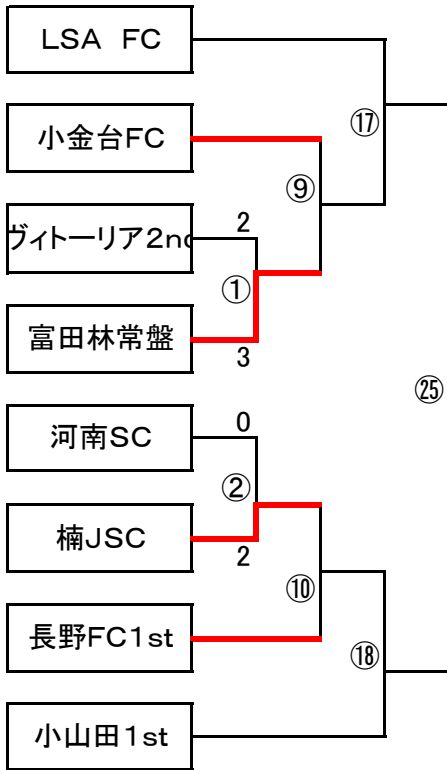 LSA FC
⑰
小金台FC
⑨
2
ヴィトーリア2nd
①
富田林常盤
3
㉕
0
河南SC
②
楠JSC
2
⑩
長野FC1st
⑱
小山田1st